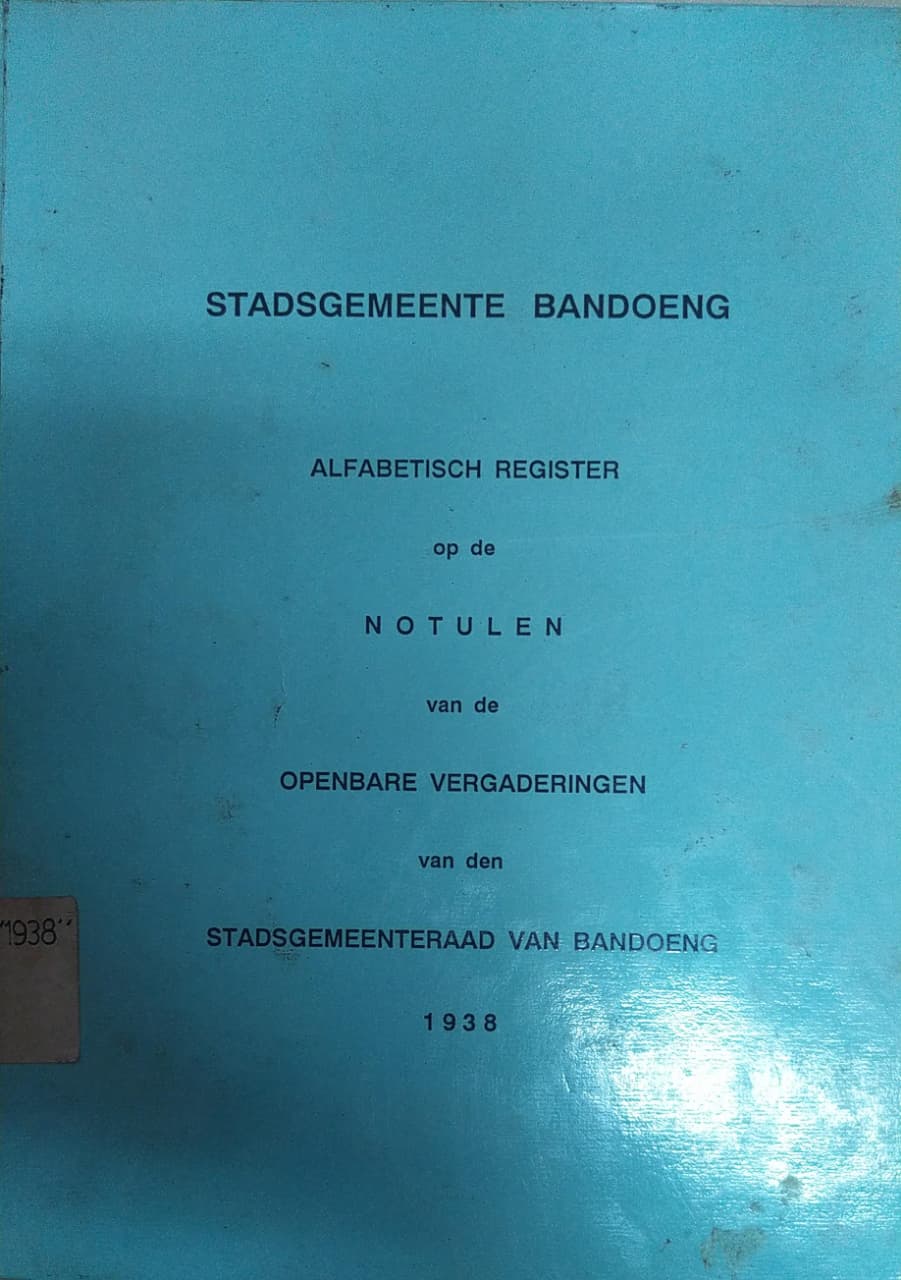 STADSGEMEENTE BANDOENG
ALFABETISCH REGISTER
op de
NOTULEN
van de
OPENBARE VERGADERINGEN
van den
"1938"
STADSGEMEENTERAAD VAN BANDOENG
1938